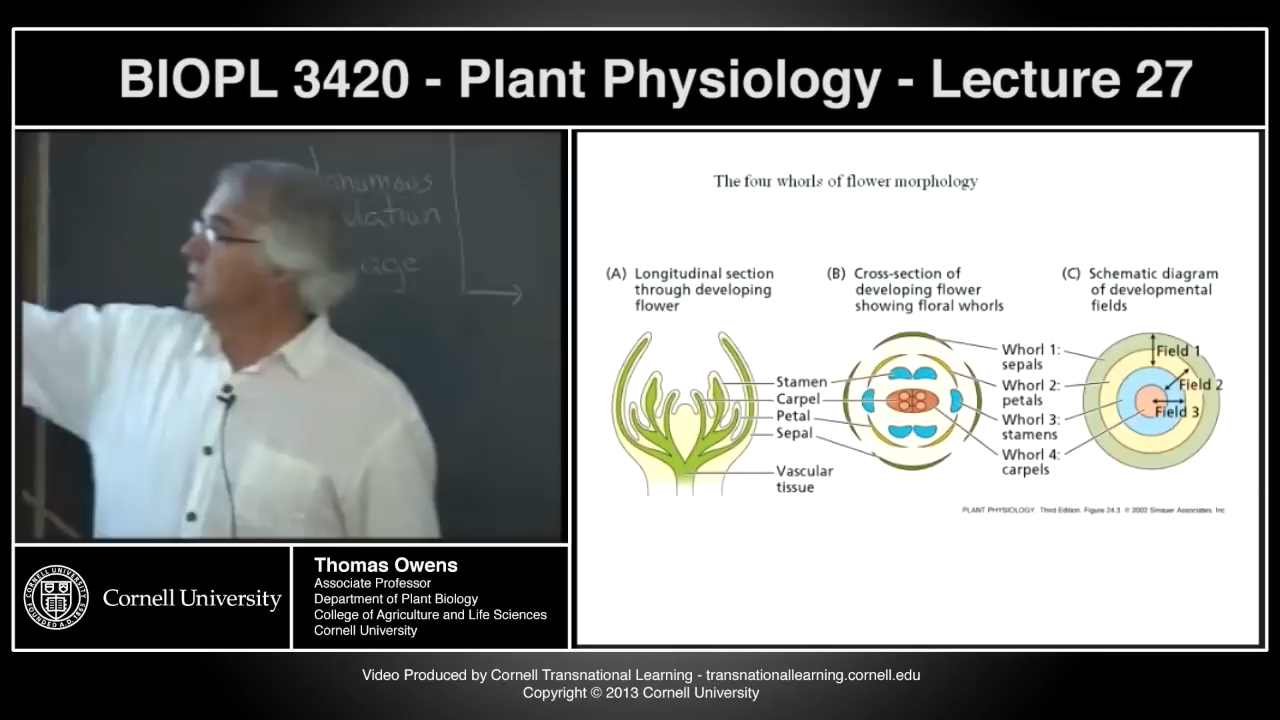 BIOPL 3420 - Plant Physiology - Lecture 27
age
The four whorls of flower morphology
(A) Longitudinal section
through developing
flower
(B) Cross-section of
developing flower
showing floral whorls
(C) Schematic diagram
of developmental
fields
Stamen
Carpel
Petal
Sepal
Vascular
tissue
Whorl 1:
sepals
Whorl 2:
petals
Whorl 3:
stamens
Whorl 4:
carpels
Field 1
Field 2
Field 3
PLANT PHYSIOLOGY Third Edition. Figure 24.3 © 2002 Sinauer Associates, Inc
Cornell University
Thomas Owens
Associate Professor
Department of Plant Biology
College of Agriculture and Life Sciences
Cornell University
Video Produced by Cornell Transnational Learning - transnationallearning.cornell.edu
Copyright © 2013 Cornell University